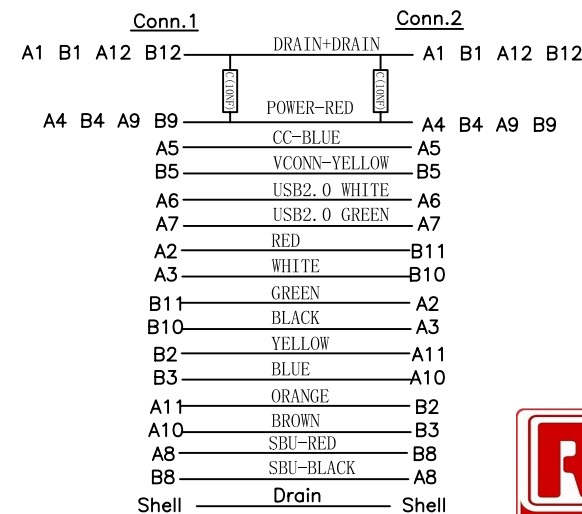 Conn.1 Conn.2
A1 B1 A12 B12 DRAIN+DRAIN A1 B1 A12 B12
C(10NF) C(10NF)
A4 B4 A9 B9 POWER-RED A4 B4 A9 B9
A5 CC-BLUE A5
B5 VCONN-YELLOW B5
A6 USB2.0 WHITE A6
A7 USB2.0 GREEN A7
A2 RED B11
A3 WHITE B10
B11 GREEN A2
B10 BLACK A3
B2 YELLOW A11
B3 BLUE A10
A11 ORANGE B2
A10 BROWN B3
A8 SBU-RED B8
B8 SBU-BLACK A8
Shell Drain Shell
R